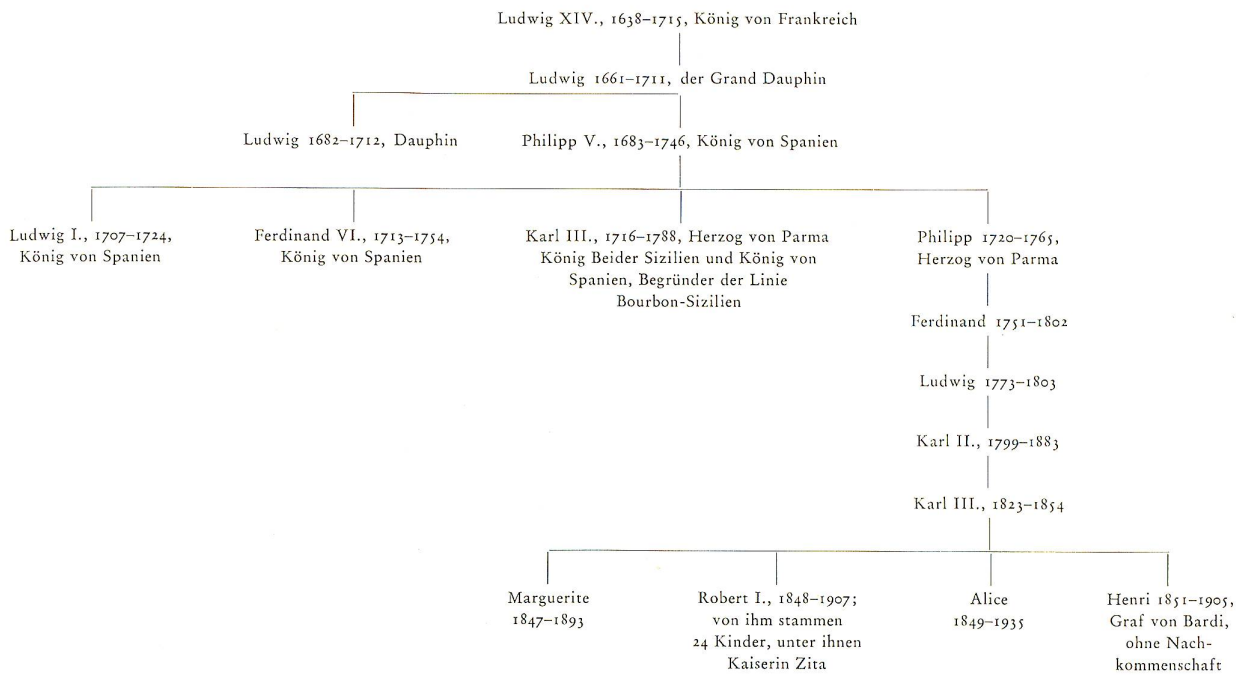 Ludwig XIV., 1638–1715, König von Frankreich
Ludwig 1661–1711, der Grand Dauphin
Ludwig 1682–1712, Dauphin
Philipp V., 1683–1746, König von Spanien
Ludwig I., 1707–1724,
König von Spanien
Ferdinand VI., 1713–1754,
König von Spanien
Karl III., 1716–1788, Herzog von Parma
König Beider Sizilien und König von
Spanien, Begründer der Linie
Bourbon-Sizilien
Philipp 1720–1765,
Herzog von Parma
Ferdinand 1751–1802
Ludwig 1773–1803
Karl II., 1799–1883
Karl III., 1823–1854
Marguerite
1847–1893
Robert I., 1848–1907;
von ihm stammen
24 Kinder, unter ihnen
Kaiserin Zita
Alice
1849–1935
Henri 1851–1905,
Graf von Bardi,
ohne Nach-
kommenschaft